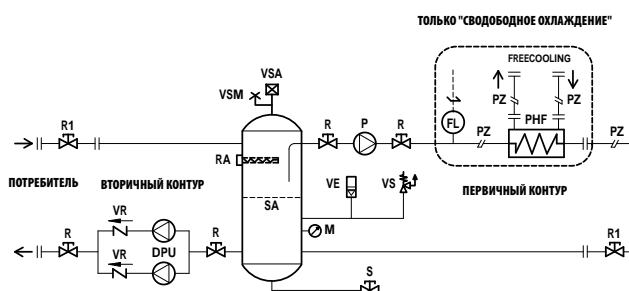 ТОЛЬКО "СВОДОБНОЕ ОХЛАЖДЕНИЕ"
FREECOOLING
VSA
VSM
PZ PZ
R1 R P R FL PZ PHF PZ
RA
ПОТРЕБИТЕЛЬ ВТОРИЧНЫЙ КОНТУР VE VS ПЕРВИЧНЫЙ КОНТУР
SA
VR
R R M R1
DPU
VR
S